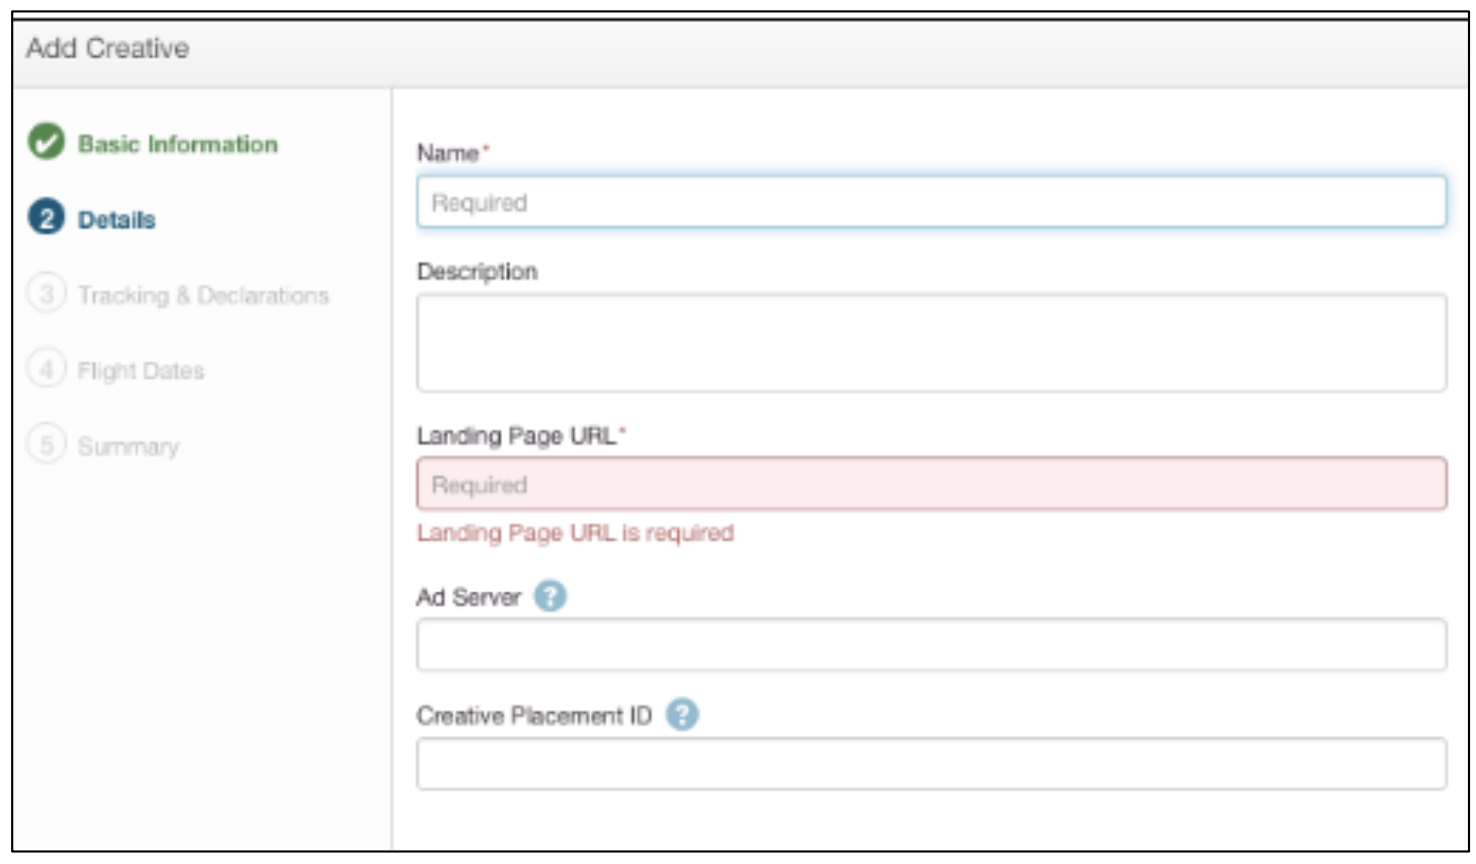 Add Creative
Basic Information
2 Details
3 Tracking & Declarations
4 Flight Dates
5 Summary
Name*
Required
Description
Landing Page URL*
Required
Landing Page URL is required
Ad Server ?
Creative Placement ID ?